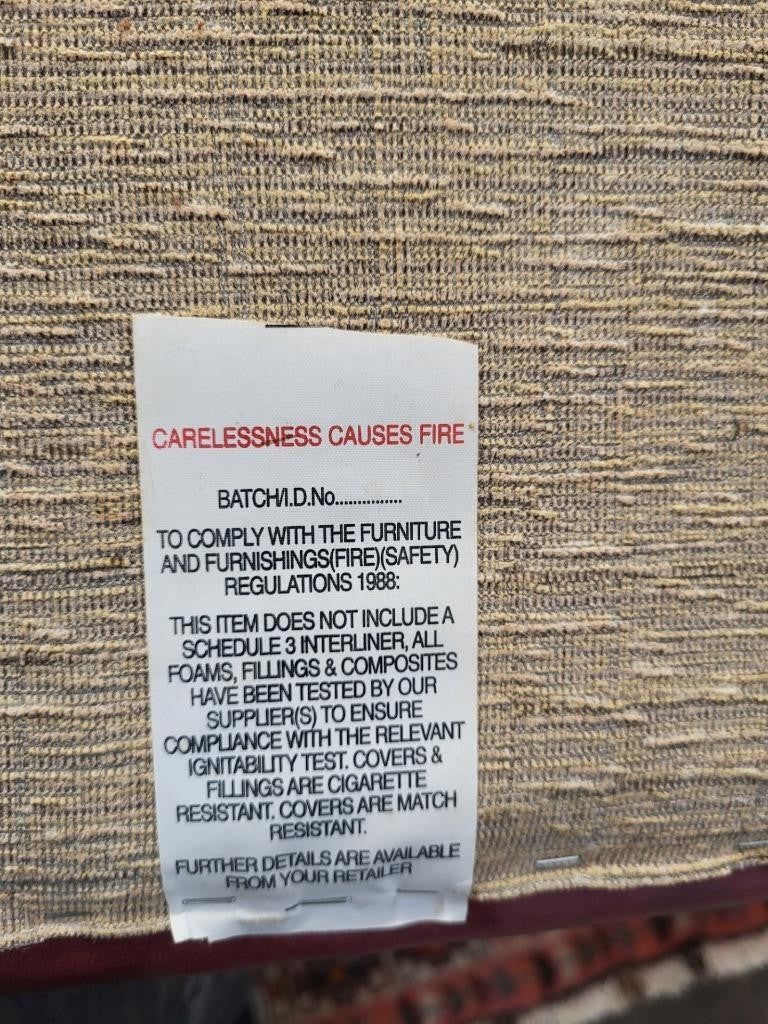 CARELESSNESS CAUSES FIRE
BATCH/I.D.No...............
TO COMPLY WITH THE FURNITURE
AND FURNISHINGS(FIRE)(SAFETY)
REGULATIONS 1988:
THIS ITEM DOES NOT INCLUDE A
SCHEDULE 3 INTERLINER, ALL
FOAMS, FILLINGS & COMPOSITES
HAVE BEEN TESTED BY OUR
SUPPLIER(S) TO ENSURE
COMPLIANCE WITH THE RELEVANT
IGNITABILITY TEST. COVERS &
FILLINGS ARE CIGARETTE
RESISTANT. COVERS ARE MATCH
RESISTANT.
FURTHER DETAILS ARE AVAILABLE
FROM YOUR RETAILER